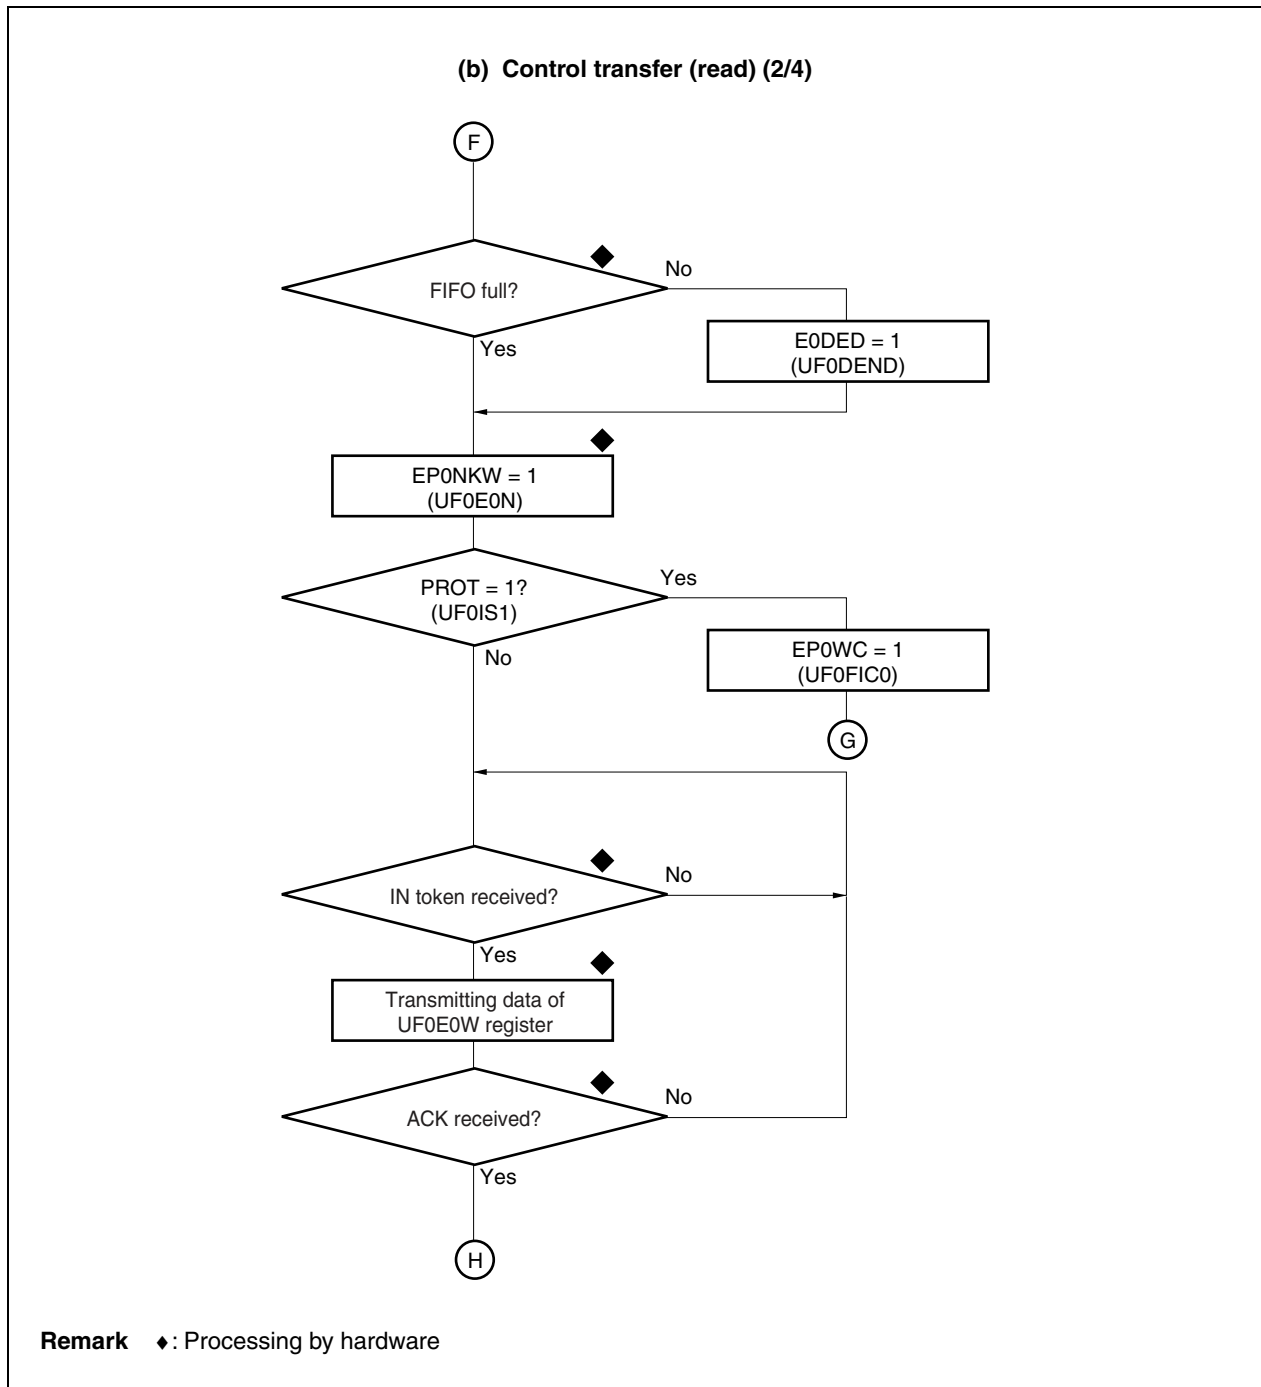 (b) Control transfer (read) (2/4)
F
FIFO full?
No
Yes
E0DED = 1
(UF0DEND)
EP0NKW = 1
(UF0E0N)
PROT = 1?
(UF0IS1)
Yes
No
EP0WC = 1
(UF0FIC0)
G
IN token received?
No
Yes
Transmitting data of
UF0E0W register
ACK received?
No
Yes
H
Remark ♦: Processing by hardware